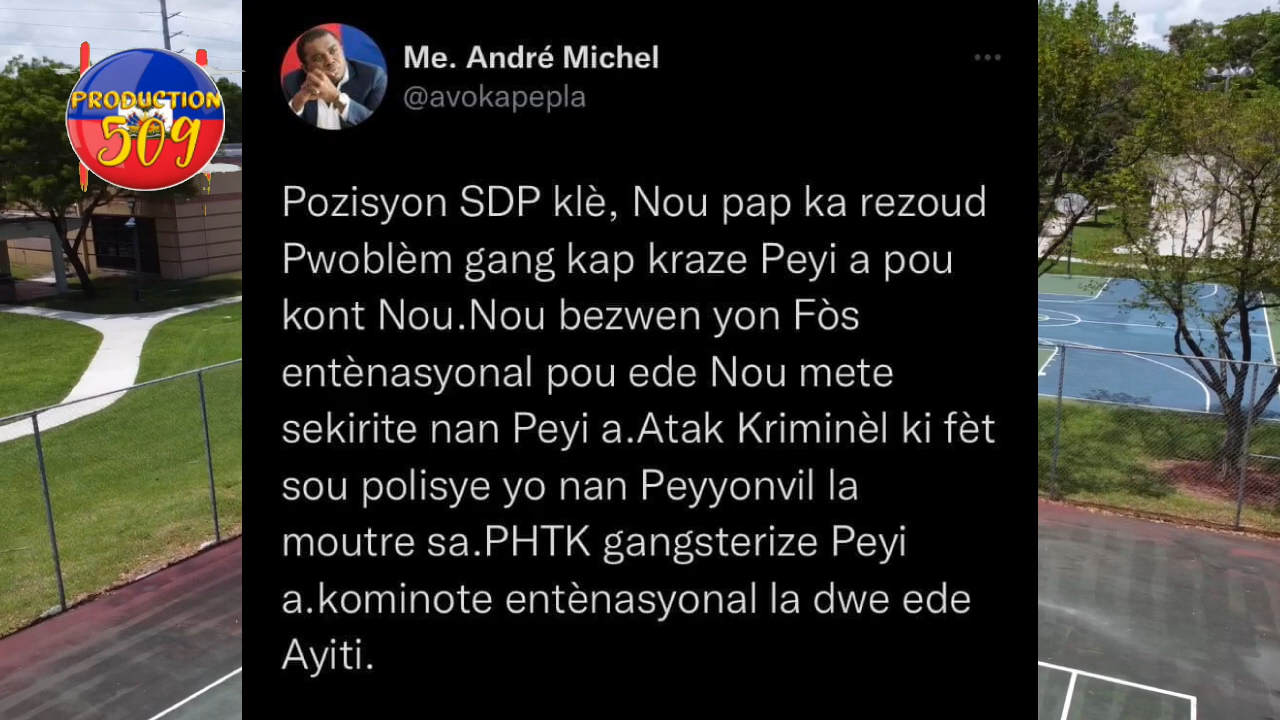 PRODUCTION
509
Me. André Michel
@avokapepla
Pozisyon SDP klè, Nou pap ka rezoud
Pwoblèm gang kap kraze Peyi a pou
kont Nou.Nou bezwen yon Fòs
entènasyonal pou ede Nou mete
sekirite nan Peyi a.Atak Kriminèl ki fèt
sou polisye yo nan Peyyonvil la
moutre sa.PHTK gangsterize Peyi
a.kominote entènasyonal la dwe ede
Ayiti.